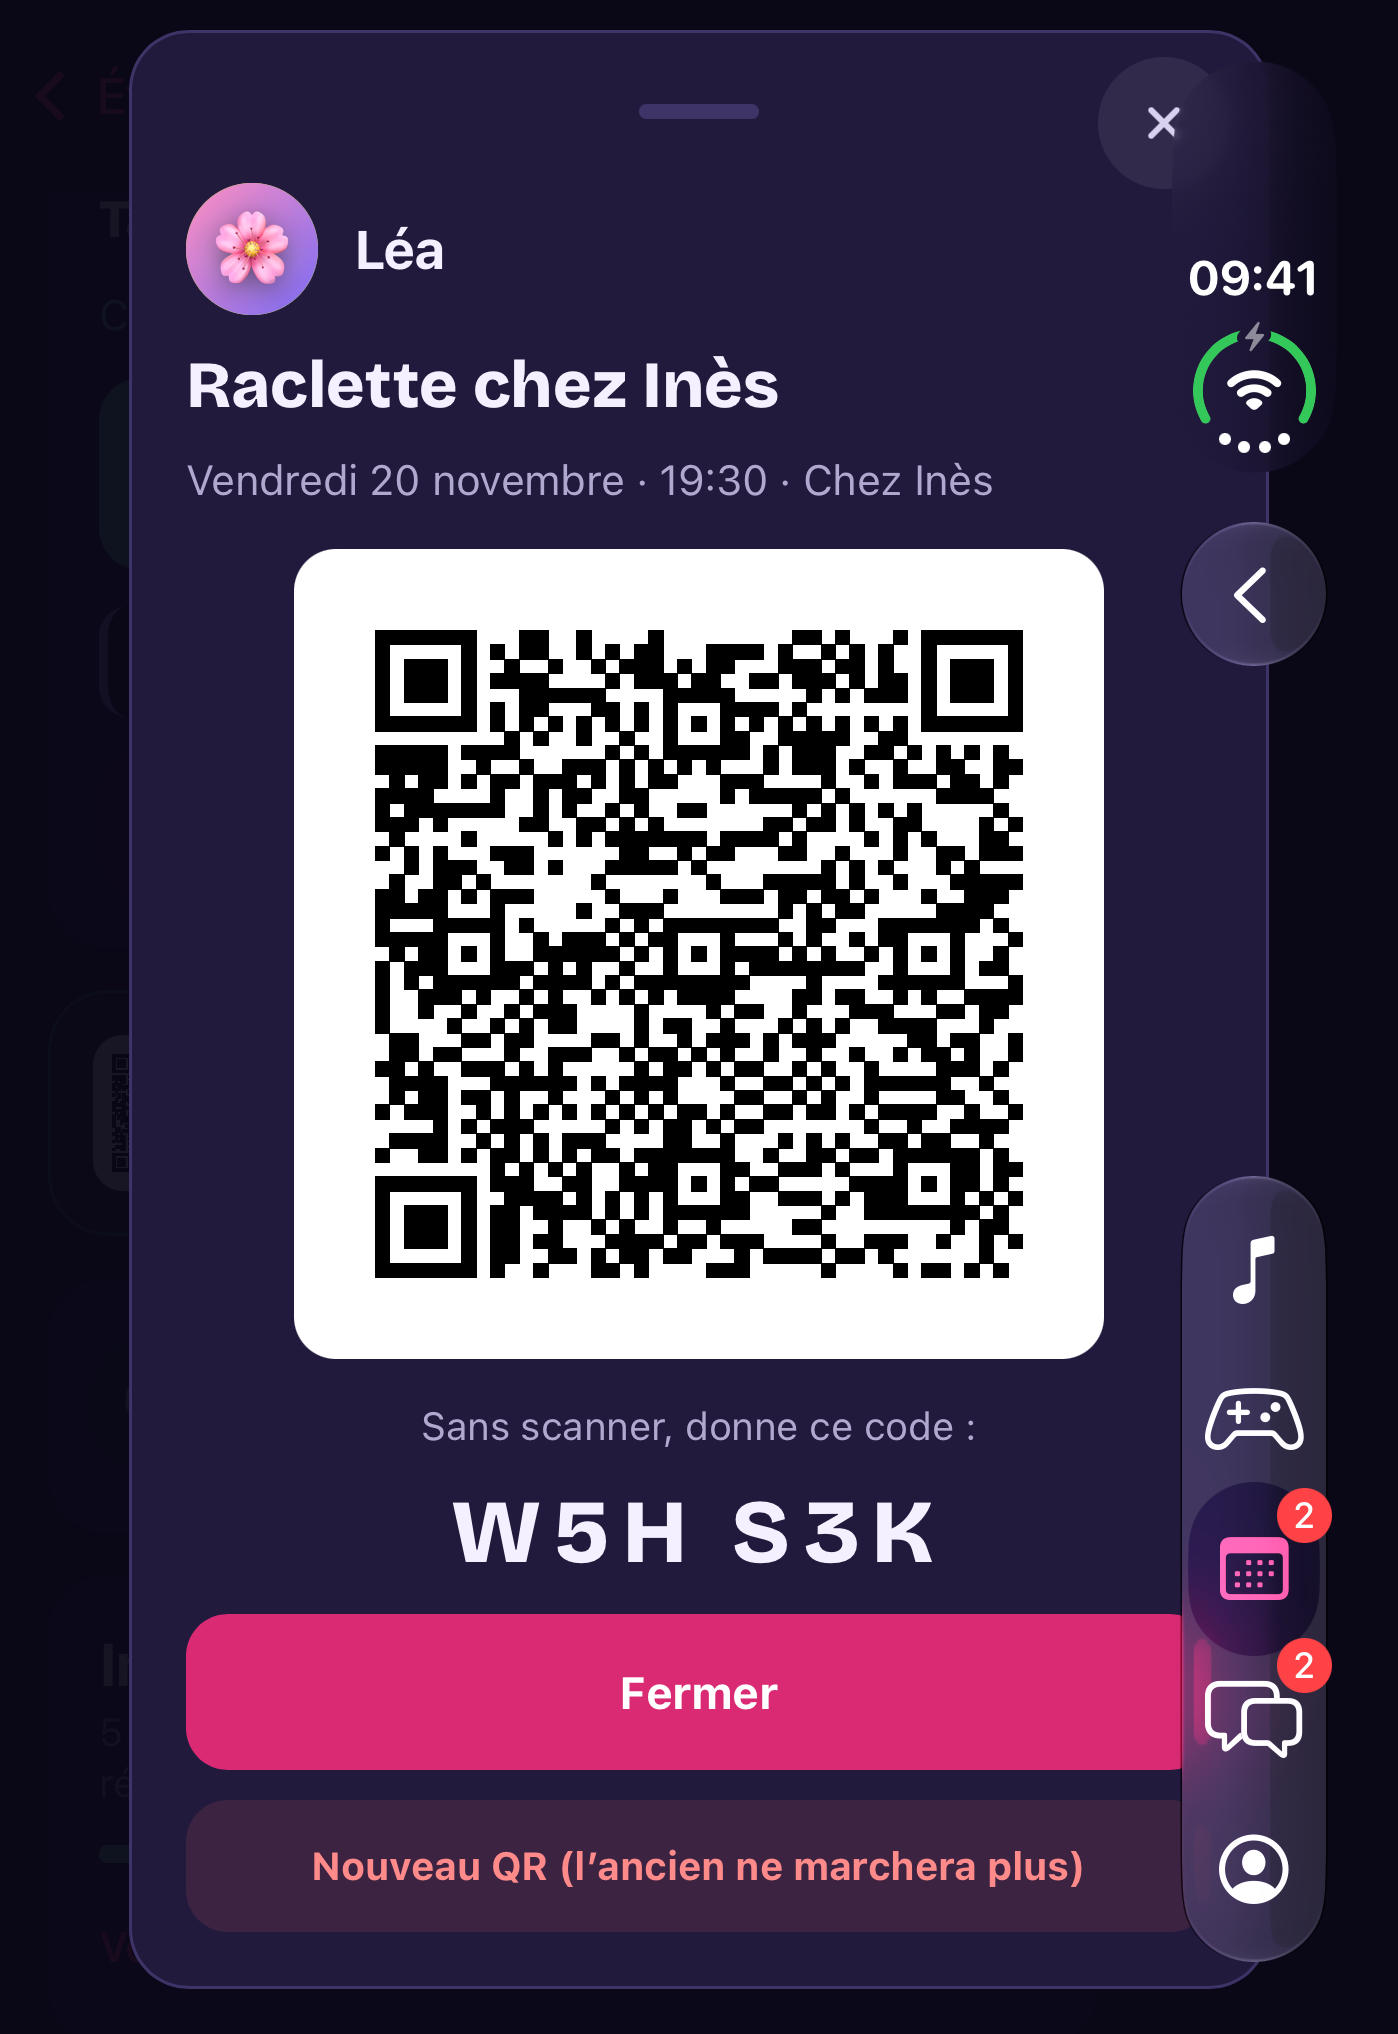 Léa
09:41
Raclette chez Inès
Vendredi 20 novembre · 19:30 · Chez Inès
Sans scanner, donne ce code :
W5H S3K
2
Fermer
2
Nouveau QR (l’ancien ne marchera plus)